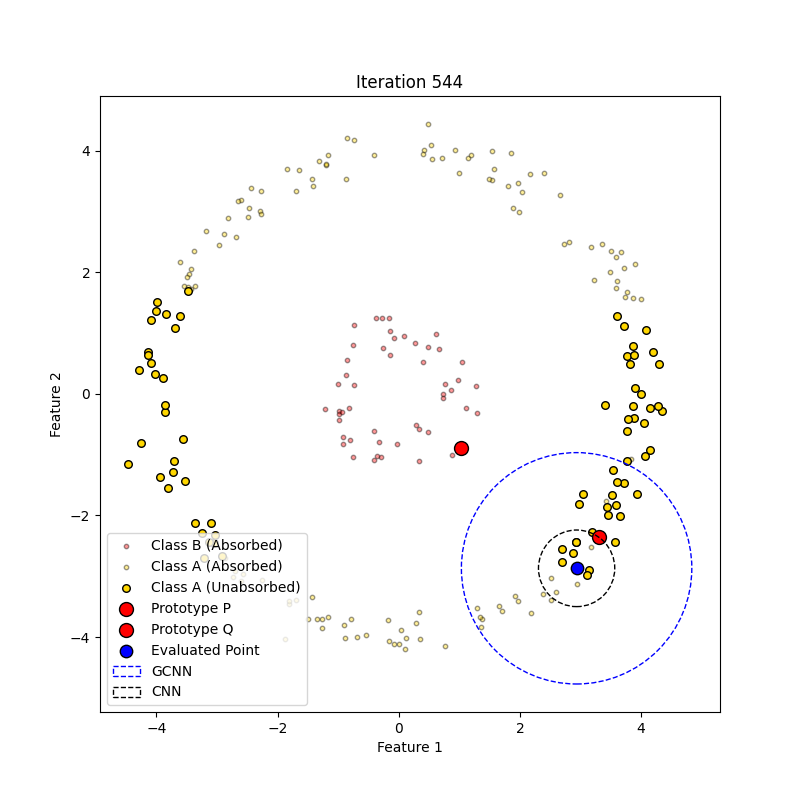 Iteration 544
4
2
0
−2
−4
Feature 2
Class B (Absorbed)
Class A (Absorbed)
Class A (Unabsorbed)
Prototype P
Prototype Q
Evaluated Point
GCNN
CNN
−4 −2 0 2 4
Feature 1